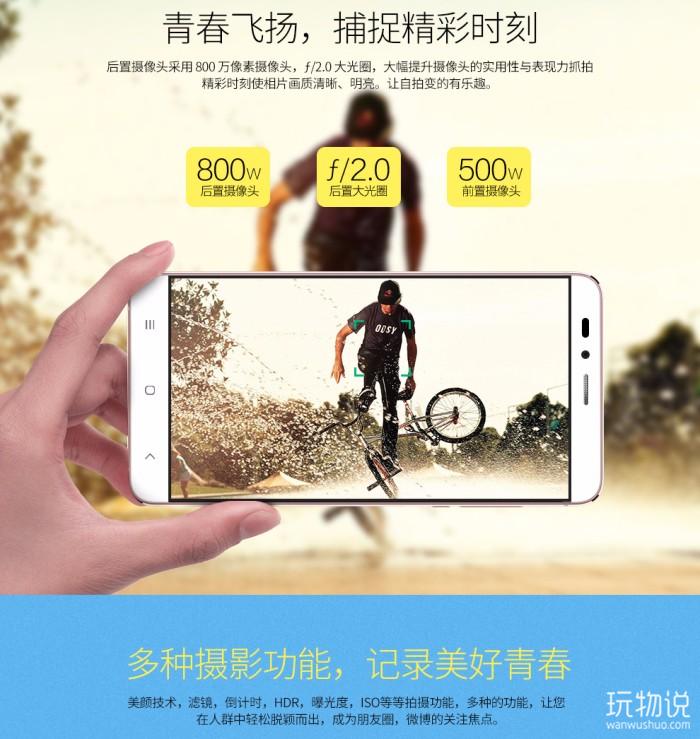 青春飞扬，捕捉精彩时刻
后置摄像头采用 800 万像素摄像头，ƒ/2.0 大光圈，大幅提升摄像头的实用性与表现力抓拍
精彩时刻使相片画质清晰、明亮。让自拍变的有乐趣。
800W
后置摄像头
ƒ/2.0
后置大光圈
500W
前置摄像头
ODSY
多种摄影功能，记录美好青春
美颜技术，滤镜，倒计时，HDR，曝光度，ISO等等拍摄功能，多种的功能，让您
在人群中轻松脱颖而出，成为朋友圈，微博的关注焦点。
玩物说
wanwushuo.com